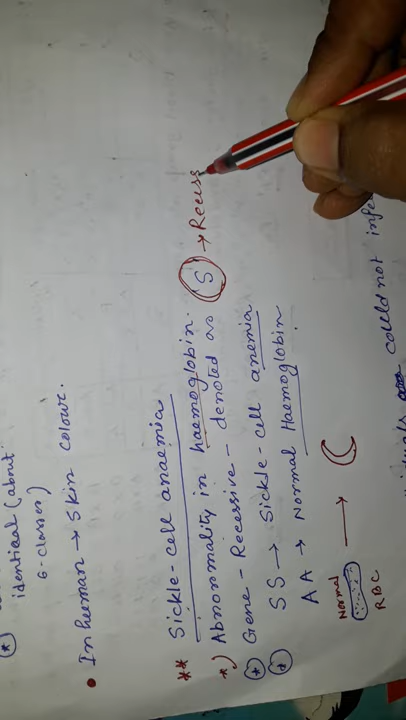 identical (about
6-classes)
• In human → Skin colour.
** Sickle-cell anaemia
*) Abnormality in haemoglobin.
* Gene - Recessive - denoted as S → Recess
* SS → Sickle-cell anemia
AA → Normal Haemoglobin
Normal
RBC
could not infe